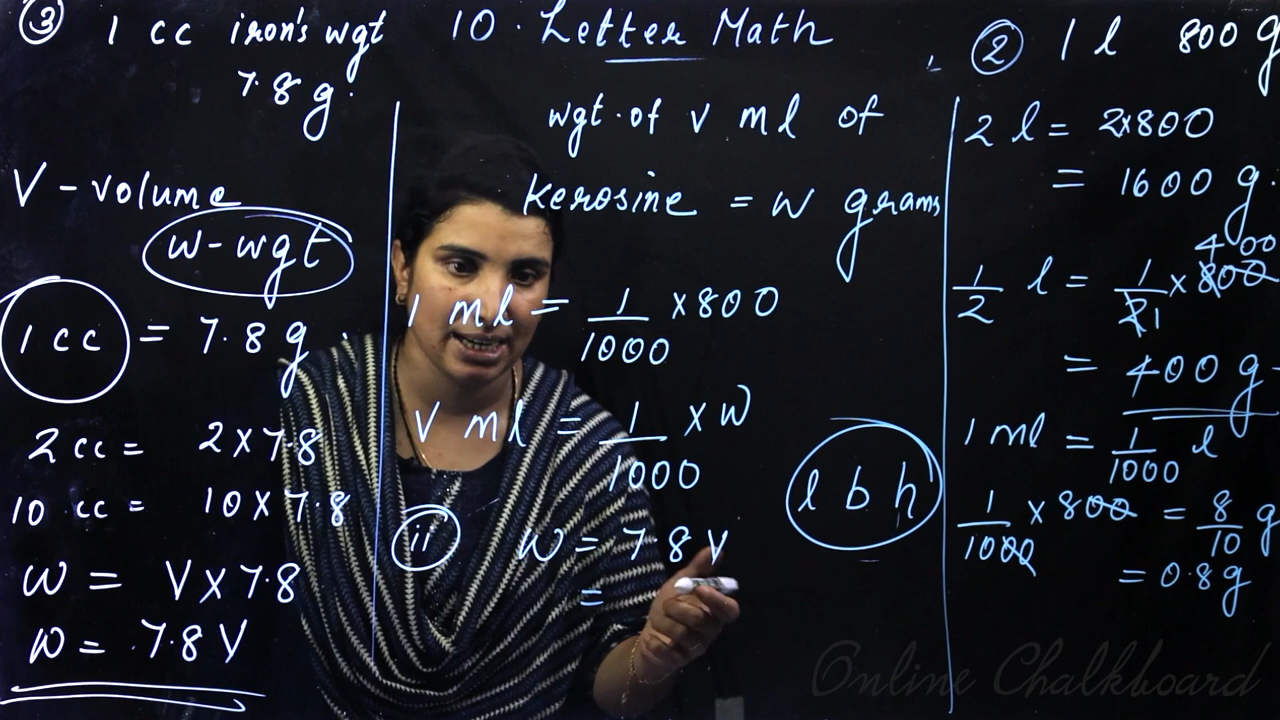 10. Letter Math
③ 1 cc iron's wgt
7.8 g.
V - volume
w - wgt
1 cc = 7.8 g.
2 cc = 2 x 7.8
10 cc = 10 x 7.8
w = V x 7.8
w = 7.8 V
wgt. of v ml of
kerosine = w grams
1 ml = 1/1000 x 800
V ml = 1/1000 x w
ii w = 7.8 V
=
l b h
② 1 l 800 g
2 l = 2x800
= 1600 g.
400
1/2 l = 1/2 1 x 800
= 400 g
1 ml = 1/1000 l
1/1000 x 800 = 8/10 g
= 0.8 g
Online Chalkboard